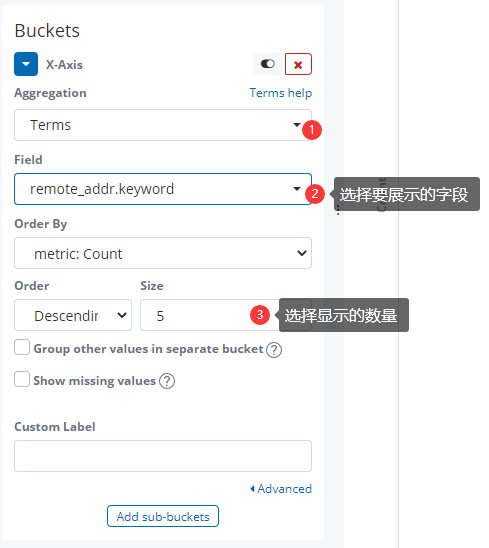 Buckets
X-Axis
Aggregation Terms help
Terms 1
Field
remote_addr.keyword 2 选择要展示的字段
Order By
metric: Count
Order Size
Descendin 5 3 选择显示的数量
Group other values in separate bucket ?
Show missing values ?
Custom Label
Advanced
Add sub-buckets